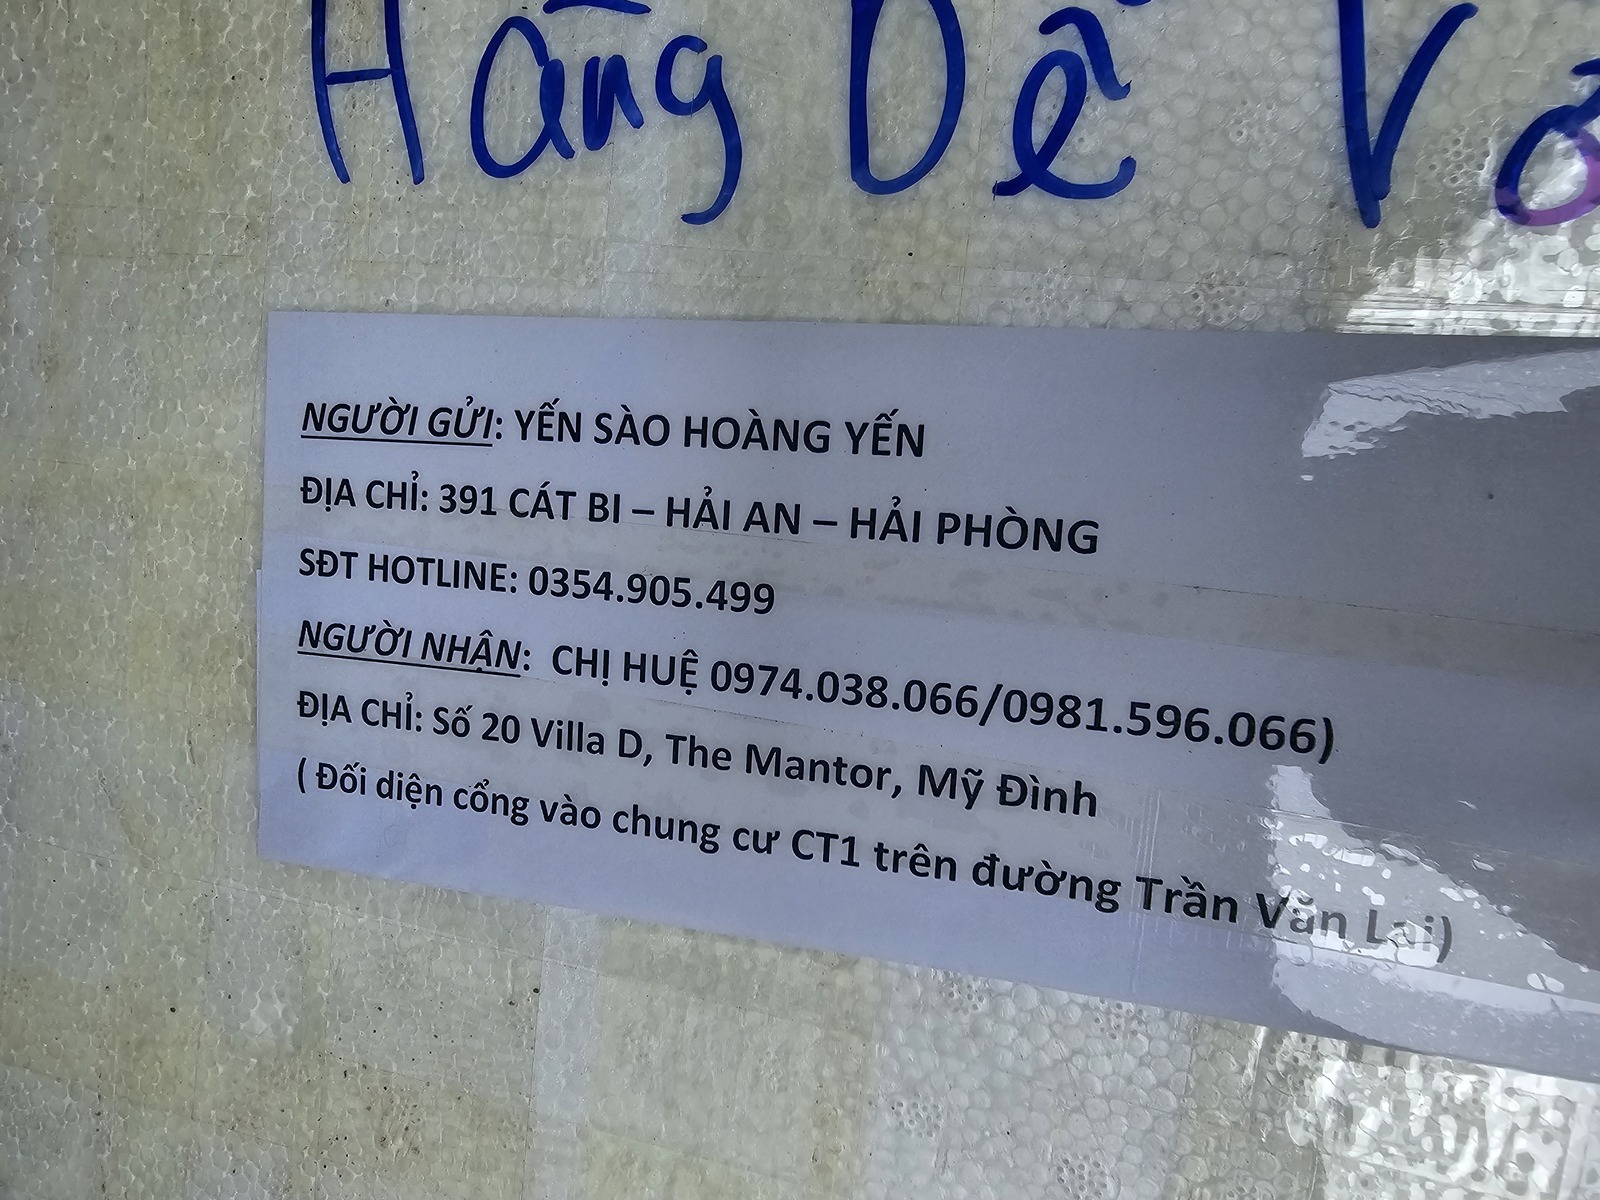 Hàng Dễ Vỡ
NGƯỜI GỬI: YẾN SÀO HOÀNG YẾN
ĐỊA CHỈ: 391 CÁT BI – HẢI AN – HẢI PHÒNG
SĐT HOTLINE: 0354.905.499
NGƯỜI NHẬN: CHỊ HUỆ 0974.038.066/0981.596.066)
ĐỊA CHỈ: Số 20 Villa D, The Mantor, Mỹ Đình
( Đối diện cổng vào chung cư CT1 trên đường Trần Văn Lai)